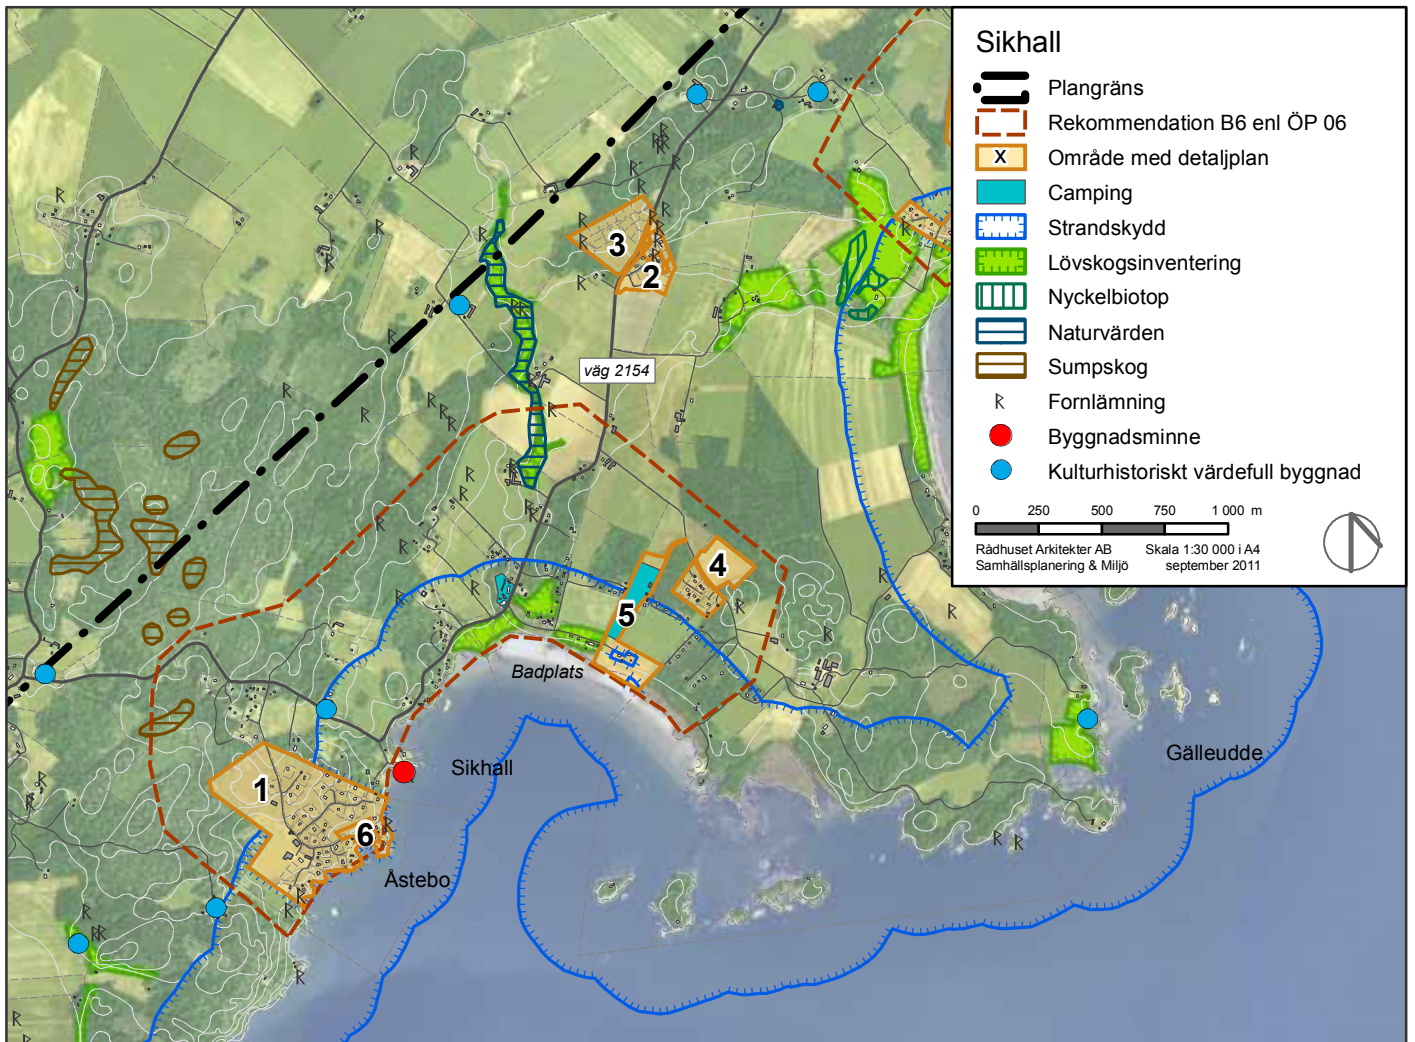 Sikhall
Plangräns
Rekommendation B6 enl ÖP 06
x Område med detaljplan
Camping
Strandskydd
Lövskogsinventering
Nyckelbiotop
Naturvärden
Sumpskog
Fornlämning
Byggnadsminne
Kulturhistoriskt värdefull byggnad
0 250 500 750 1 000 m
Rådhuset Arkitekter AB Skala 1:30 000 i A4
Samhällsplanering & Miljö september 2011
3
2
väg 2154
4
5
Badplats
Sikhall
Gälleudde
1
6
Åstebo